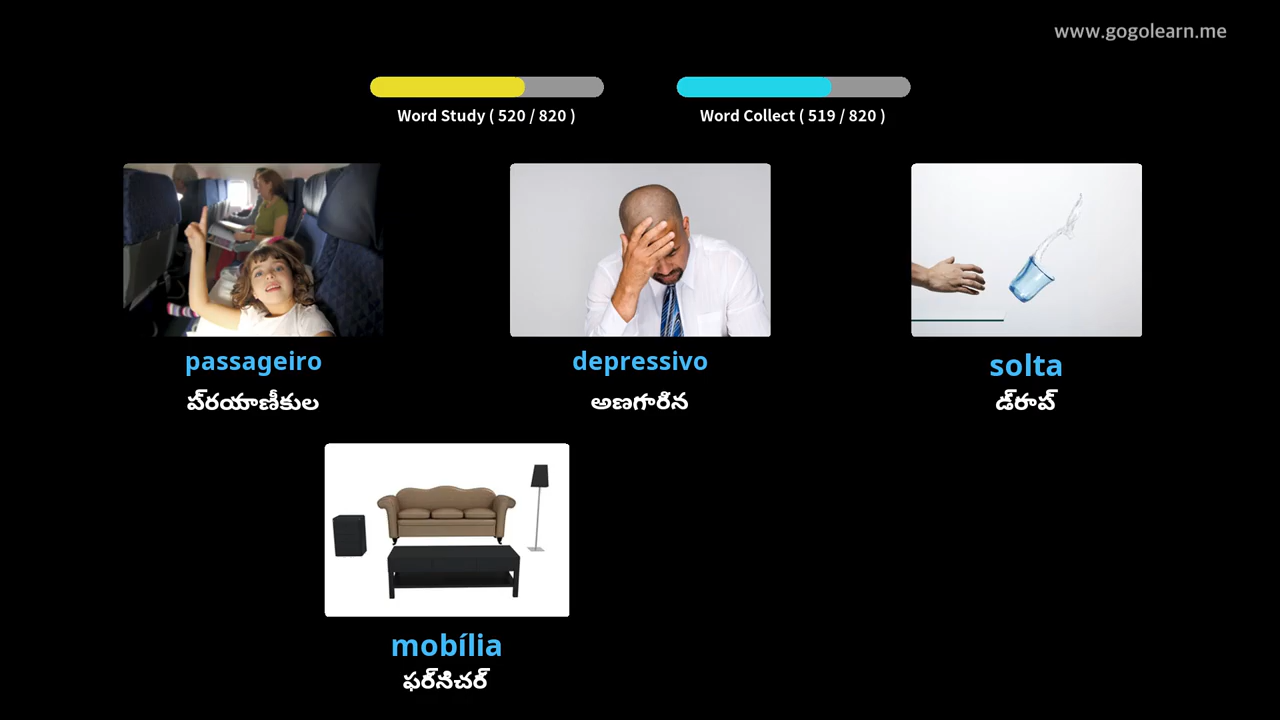 www.gogolearn.me
Word Study ( 520 / 820 )
Word Collect ( 519 / 820 )
passageiro
depressivo
solta
ప్రయాణీకుల
అణగారిన
డ్రాప్
mobília
ఫర్నిచర్